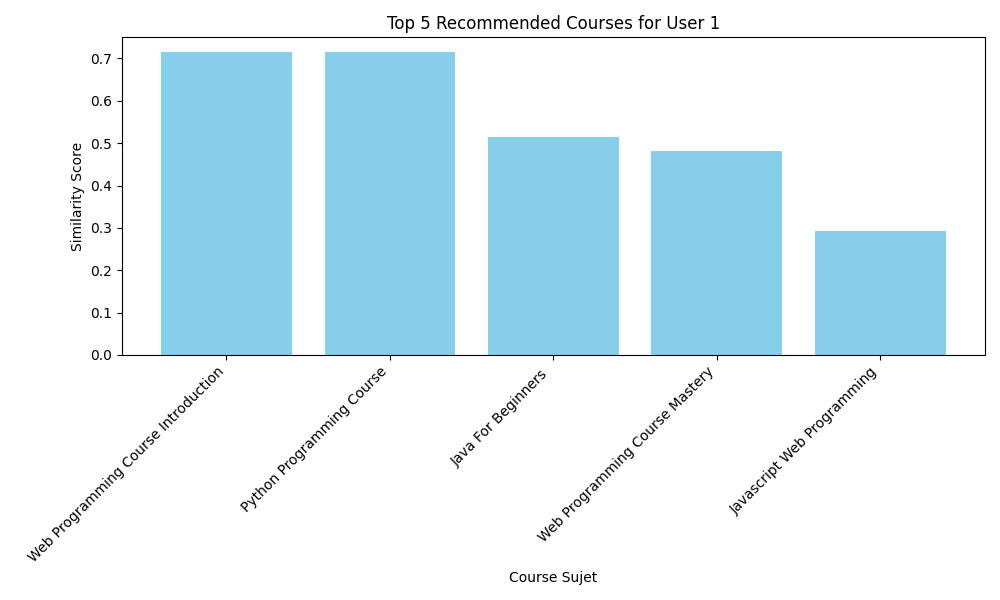 Top 5 Recommended Courses for User 1
Similarity Score
0.7
0.6
0.5
0.4
0.3
0.2
0.1
0.0
Web Programming Course Introduction
Python Programming Course
Java For Beginners
Web Programming Course Mastery
Javascript Web Programming
Course Sujet